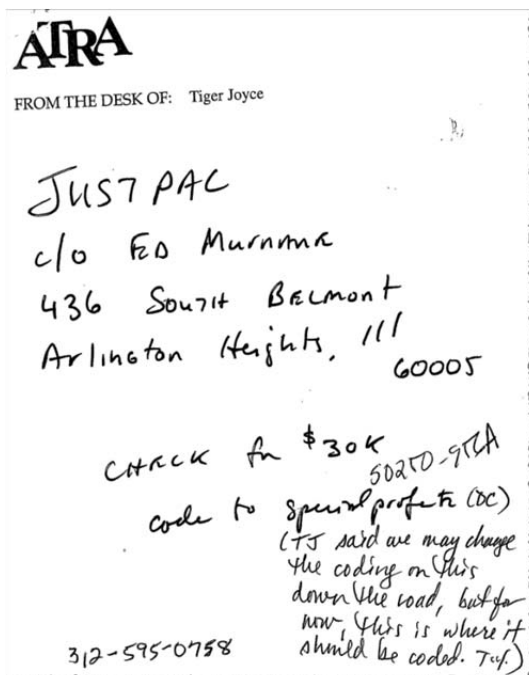 ATRA
FROM THE DESK OF: Tiger Joyce
JUST PAC
c/o ED Murnane
436 South Belmont
Arlington Heights, Ill
60005
CHECK for $30K
code to special projects (DC)
(TJ said we may change
the coding on this
down the road, but for
now, this is where it
should be coded.
312-595-0758